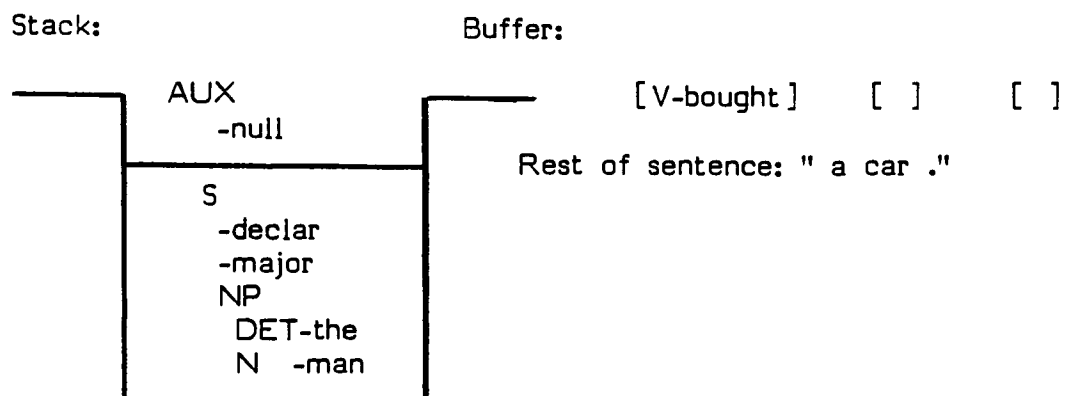 Stack: Buffer:
AUX [V-bought] [ ] [ ]
-null
Rest of sentence: " a car ."
S
-declar
-major
NP
DET-the
N -man